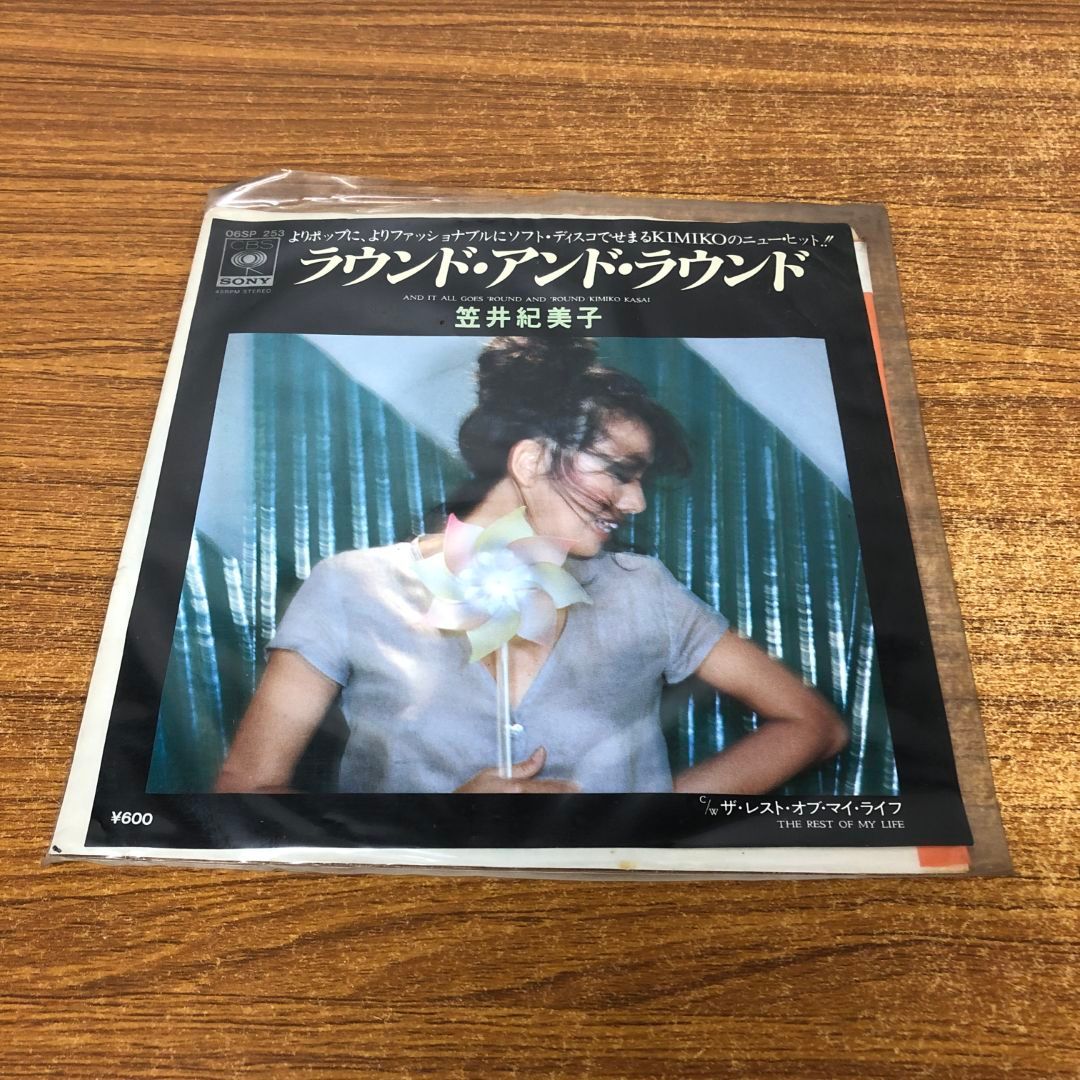 06SP 253
CBS
SONY
45RPM STEREO
よりポップに、よりファッショナブルにソフト・ディスコでせまるKIMIKOのニュー・ヒット!!
ラウンド・アンド・ラウンド
AND IT ALL GOES 'ROUND AND 'ROUND/KIMIKO KASAI
笠井紀美子
¥600
c/w ザ・レスト・オブ・マイ・ライフ
THE REST OF MY LIFE